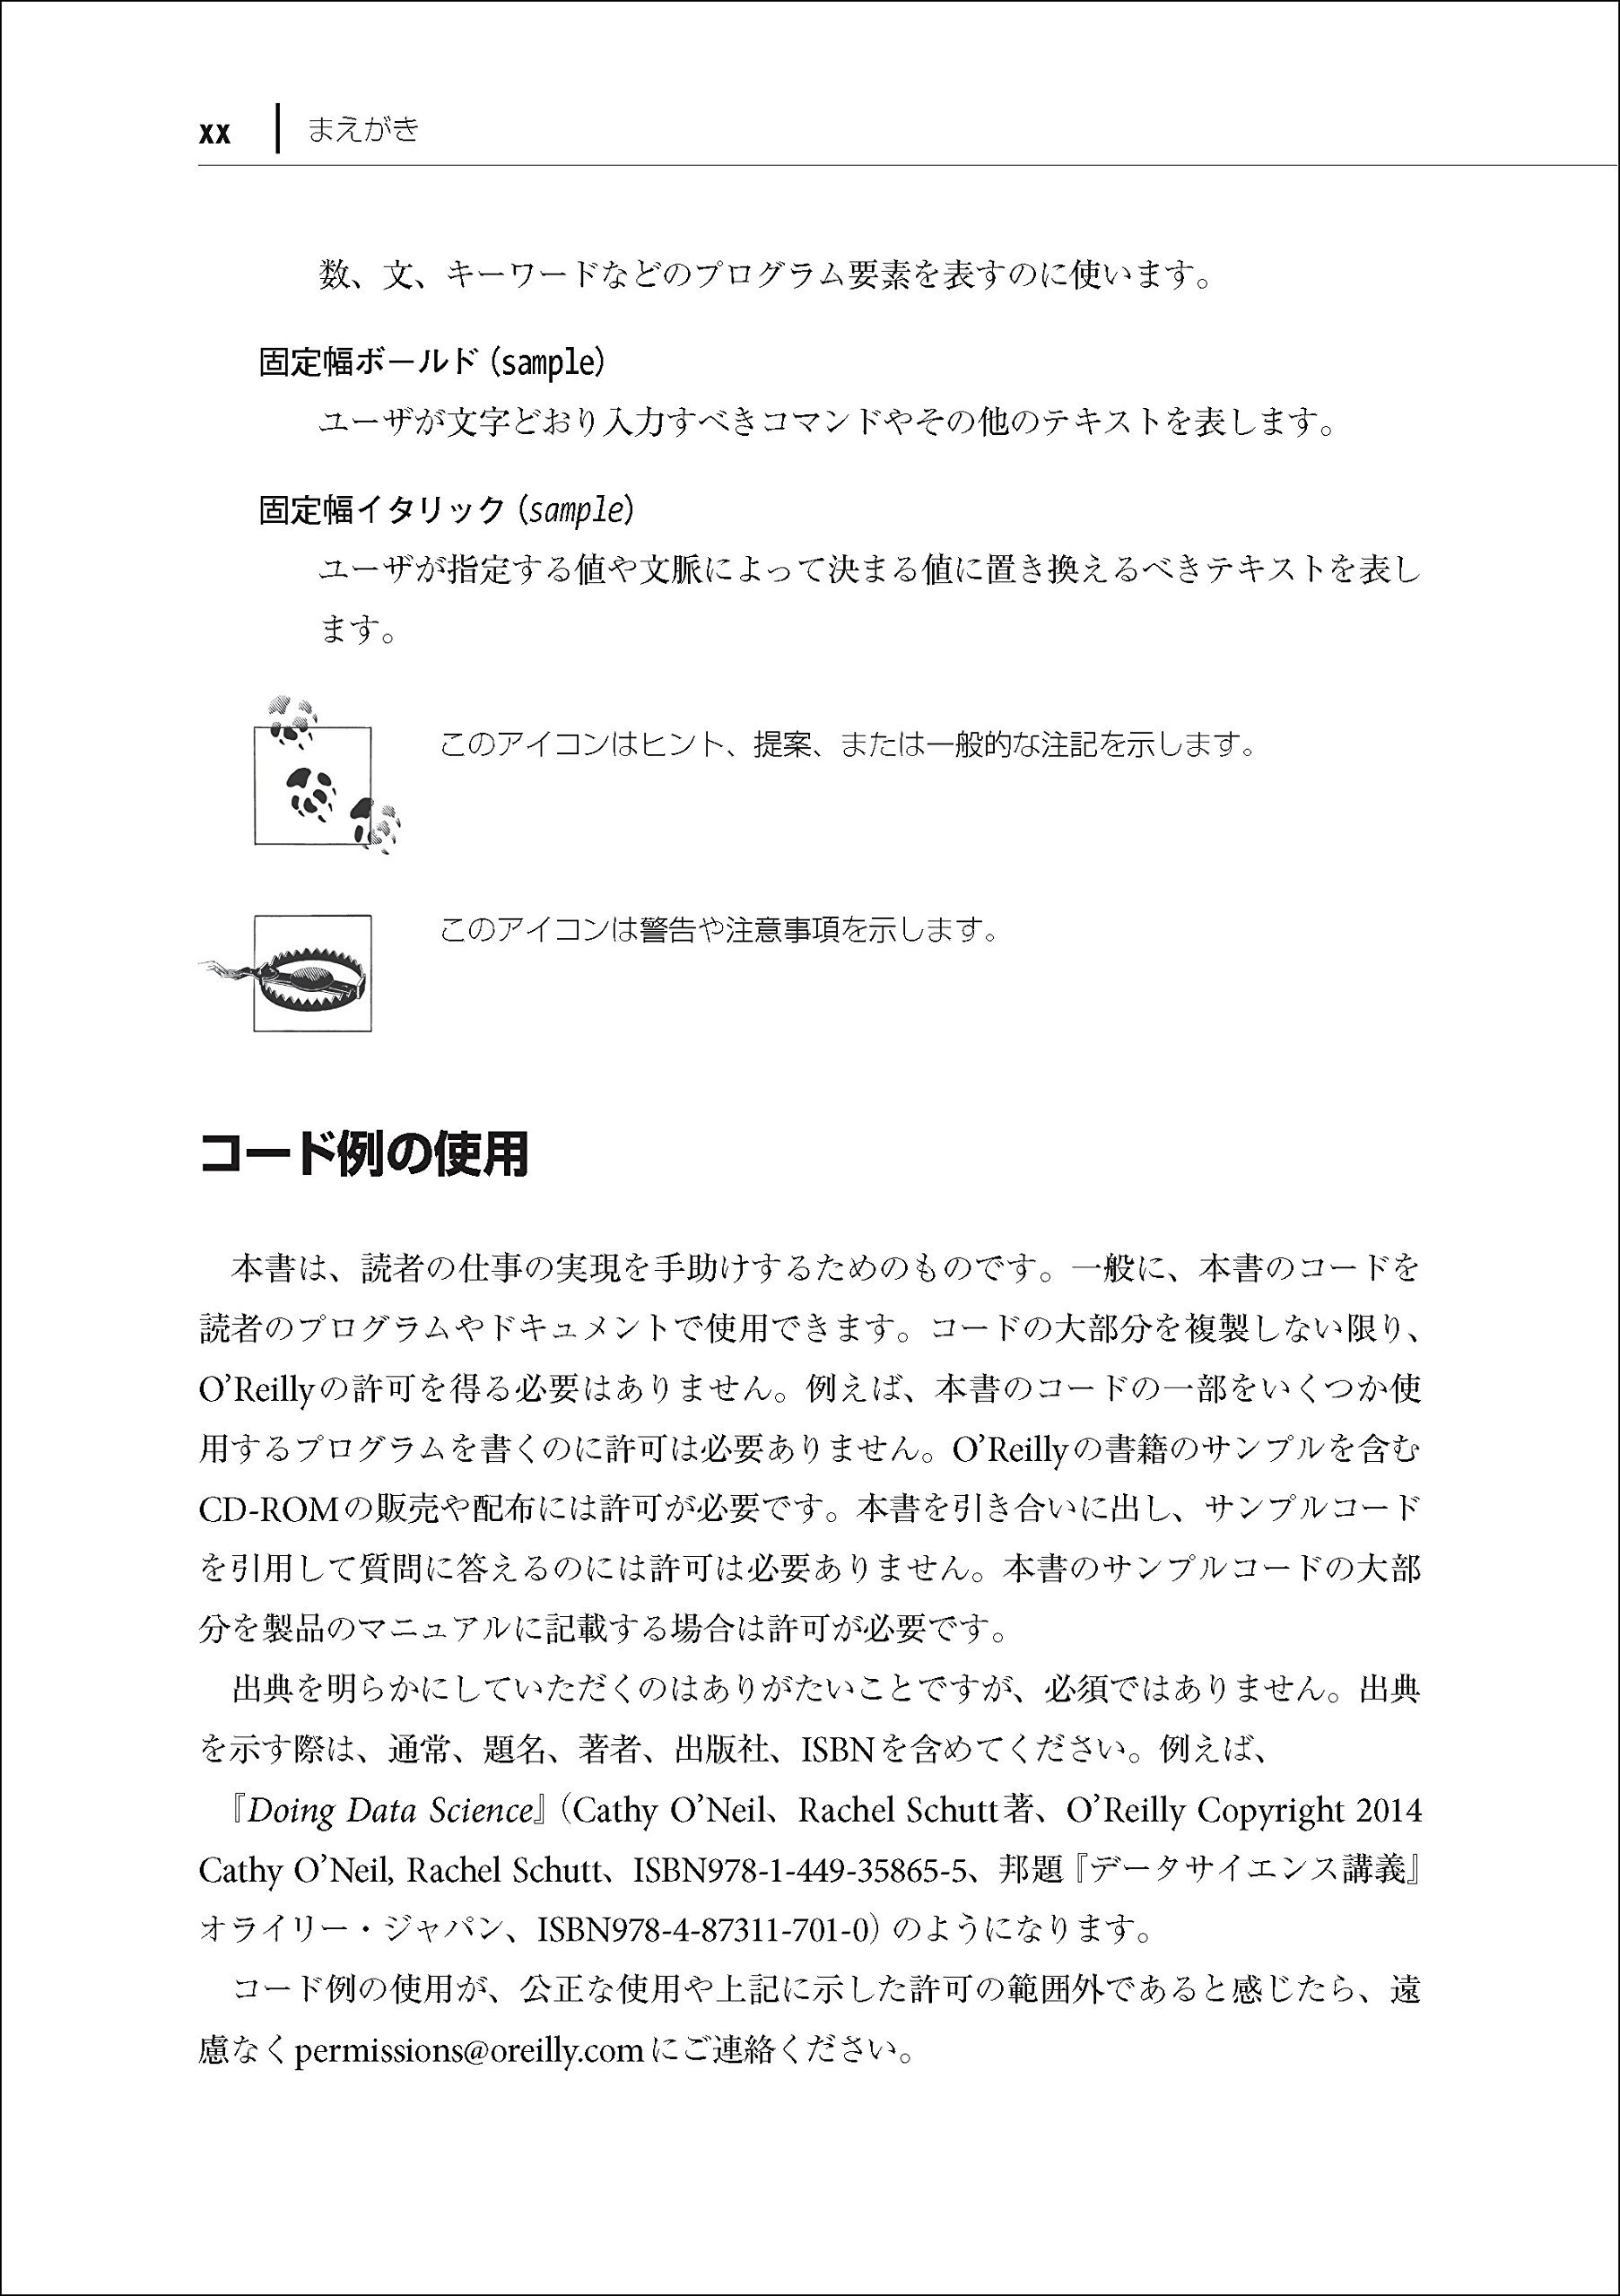 xx まえがき
数、文、キーワードなどのプログラム要素を表すのに使います。
固定幅ボールド（sample）
ユーザが文字どおり入力すべきコマンドやその他のテキストを表します。
固定幅イタリック（sample）
ユーザが指定する値や文脈によって決まる値に置き換えるべきテキストを表し
ます。
このアイコンはヒント、提案、または一般的な注記を示します。
このアイコンは警告や注意事項を示します。
コード例の使用
本書は、読者の仕事の実現を手助けするためのものです。一般に、本書のコードを
読者のプログラムやドキュメントで使用できます。コードの大部分を複製しない限り、
O’Reillyの許可を得る必要はありません。例えば、本書のコードの一部をいくつか使
用するプログラムを書くのに許可は必要ありません。O’Reillyの書籍のサンプルを含む
CD-ROMの販売や配布には許可が必要です。本書を引き合いに出し、サンプルコード
を引用して質問に答えるのには許可は必要ありません。本書のサンプルコードの大部
分を製品のマニュアルに記載する場合は許可が必要です。
出典を明らかにしていただくのはありがたいことですが、必須ではありません。出典
を示す際は、通常、題名、著者、出版社、ISBNを含めてください。例えば、
『Doing Data Science』（Cathy O’Neil、Rachel Schutt著、O’Reilly Copyright 2014
Cathy O’Neil, Rachel Schutt、ISBN978-1-449-35865-5、邦題『データサイエンス講義』
オライリー・ジャパン、ISBN978-4-87311-701-0）のようになります。
コード例の使用が、公正な使用や上記に示した許可の範囲外であると感じたら、遠
慮なくpermissions@oreilly.comにご連絡ください。